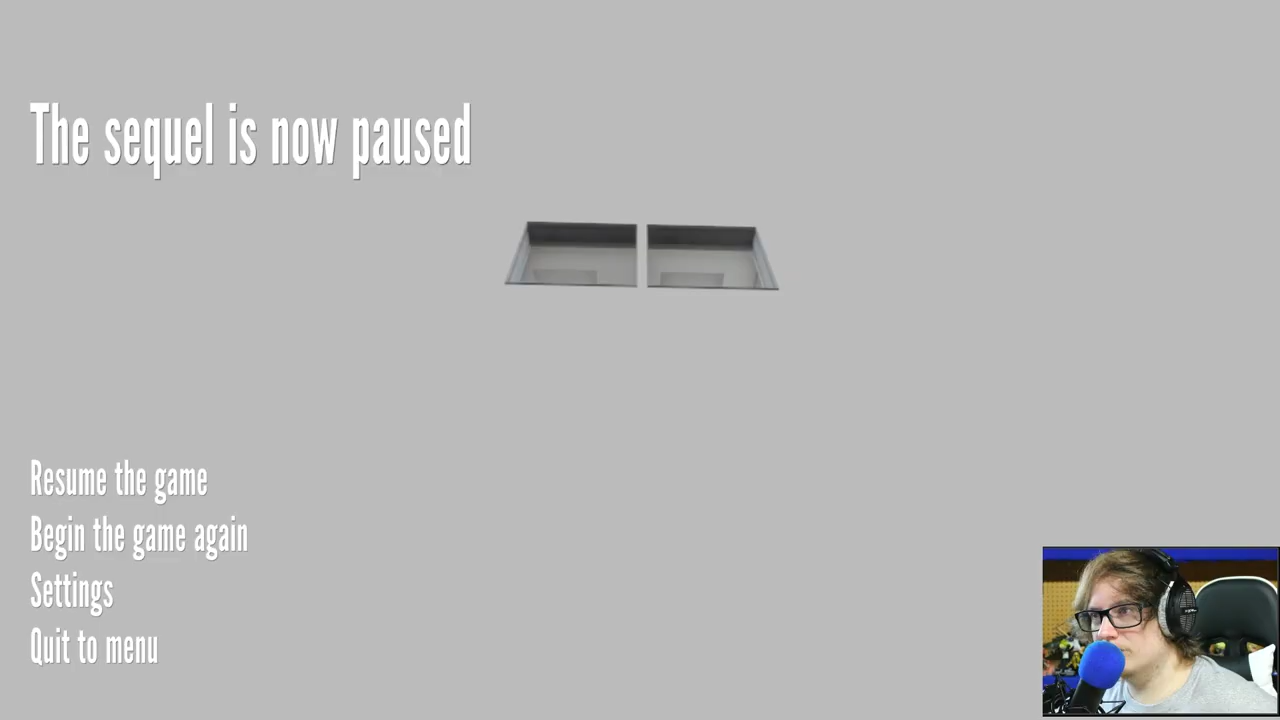 The sequel is now paused
Resume the game
Begin the game again
Settings
Quit to menu